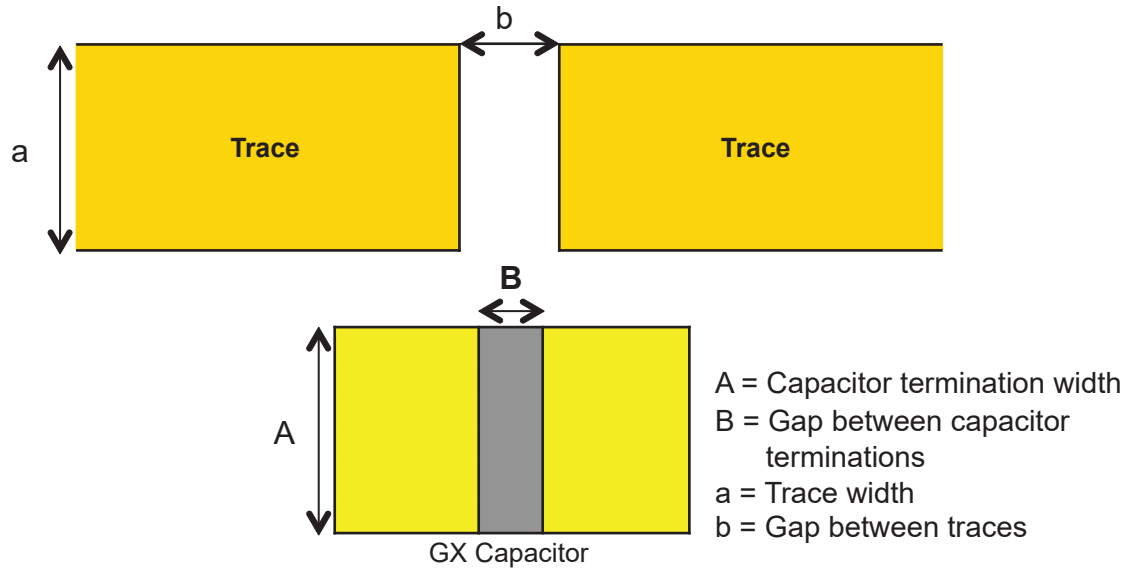 b
a
Trace
Trace
B
A
A = Capacitor termination width
B = Gap between capacitor
terminations
a = Trace width
b = Gap between traces
GX Capacitor